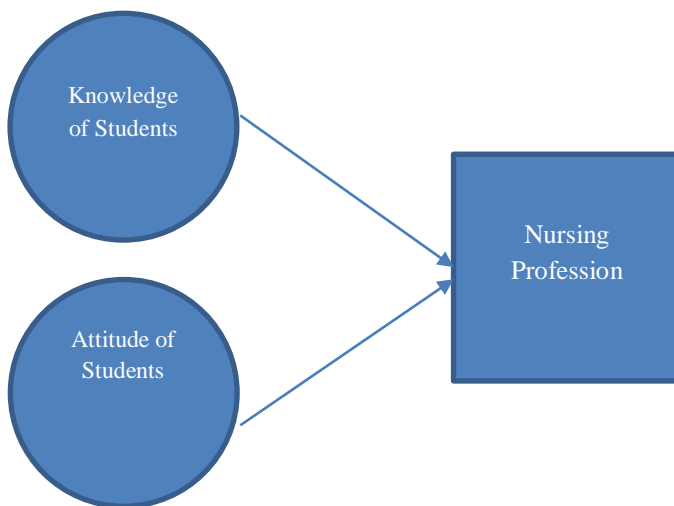 Knowledge
of Students
Nursing
Profession
Attitude of
Students